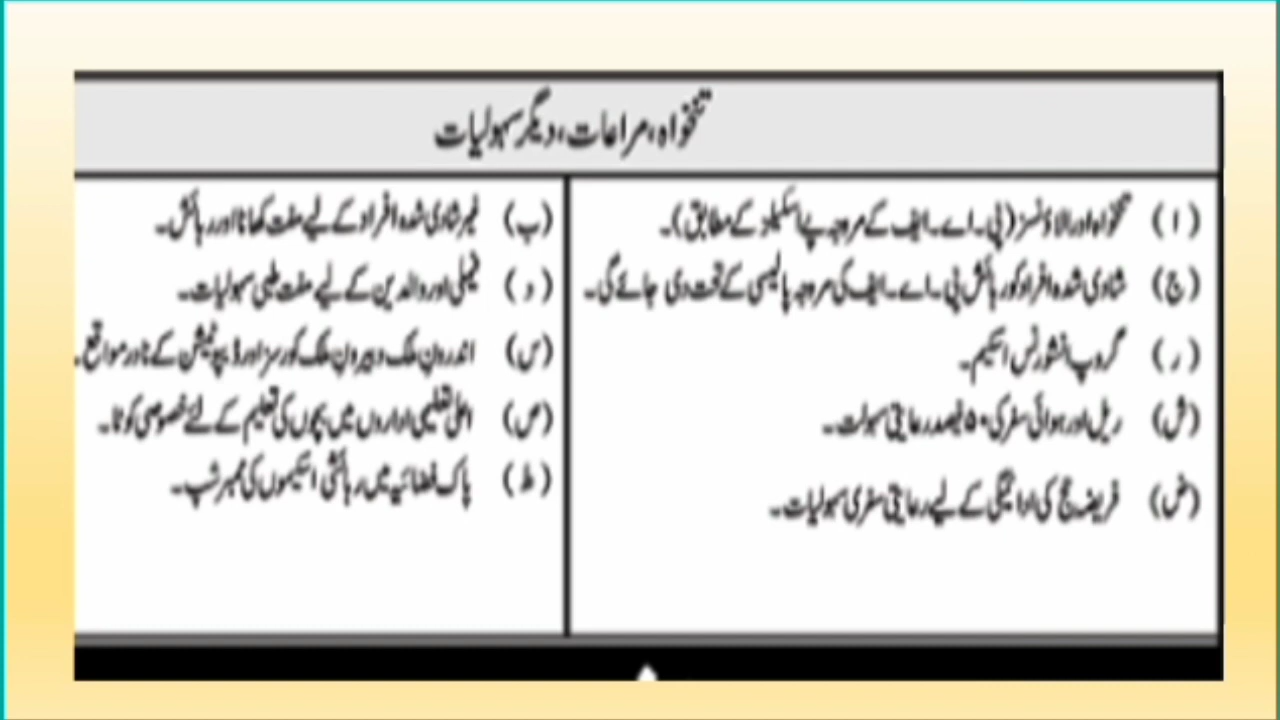 تنخواہ، مراعات، دیگر سہولیات
(ا) تنخواہ اور الاؤنسز (پی۔اے۔ایف کے مروجہ پے اسکیلز کے مطابق)۔
(ب) غیر شادی شدہ افراد کے لیے مفت کھانا اور رہائش۔
(ج) شادی شدہ افراد کو رہائش پی۔اے۔ایف کی مروجہ پالیسی کے تحت دی جائے گی۔
(د) فیملی اور والدین کے لیے مفت طبی سہولیات۔
(ر) گروپ انشورنس اسکیم۔
(س) اندرون ملک و بیرون ملک کورسز اور ڈیپوٹیشن کے نادر مواقع۔
(ش) ریل اور ہوائی سفر کی ۵۰ فیصد رعایتی سہولت۔
(ص) اعلیٰ تعلیمی اداروں میں بچوں کی تعلیم کے لئے خصوصی کوٹا۔
(ض) فریضہ حج کی ادائیگی کے لیے رعایتی سفری سہولیات۔
(ط) پاک فضائیہ میں رہائشی اسکیموں کی ممبر شپ۔